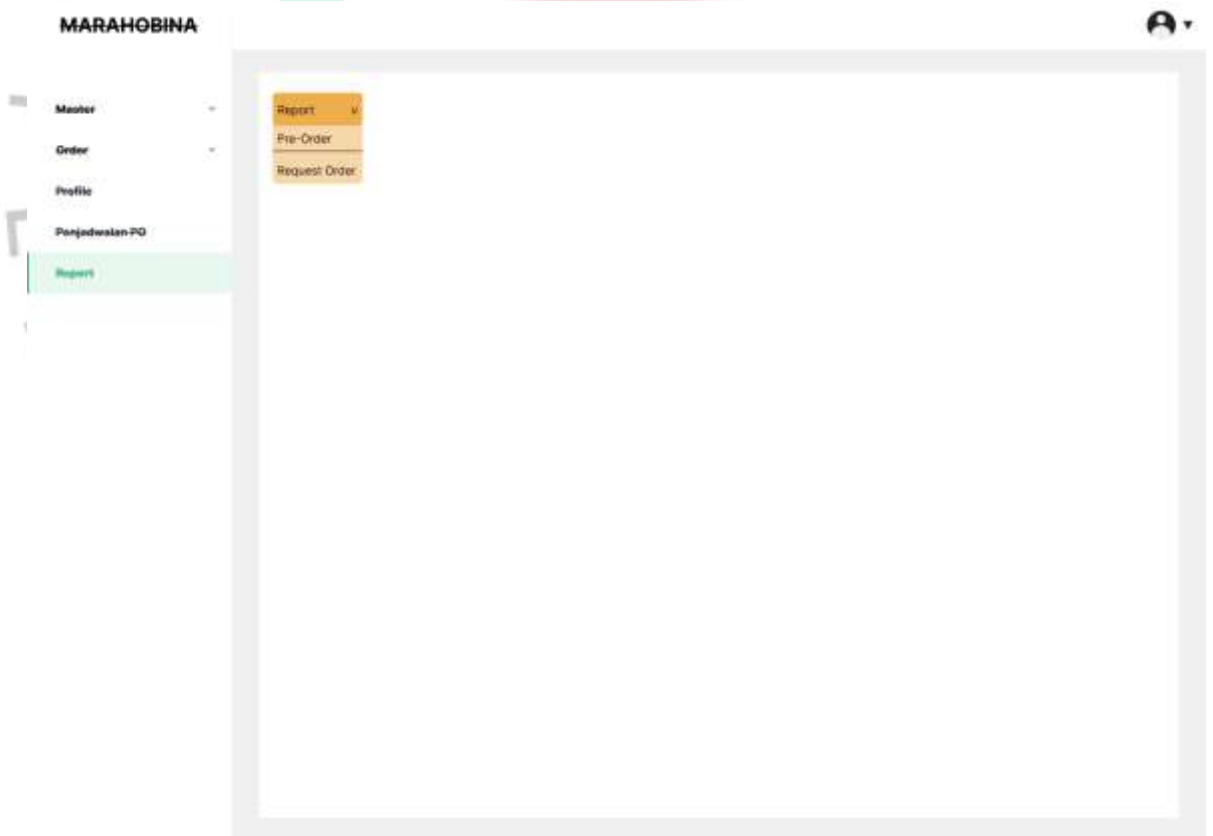 MARAHOBINA
Master
Order
Profile
Penjadwalan PO
Report
Report v
Pre-Order
Request Order